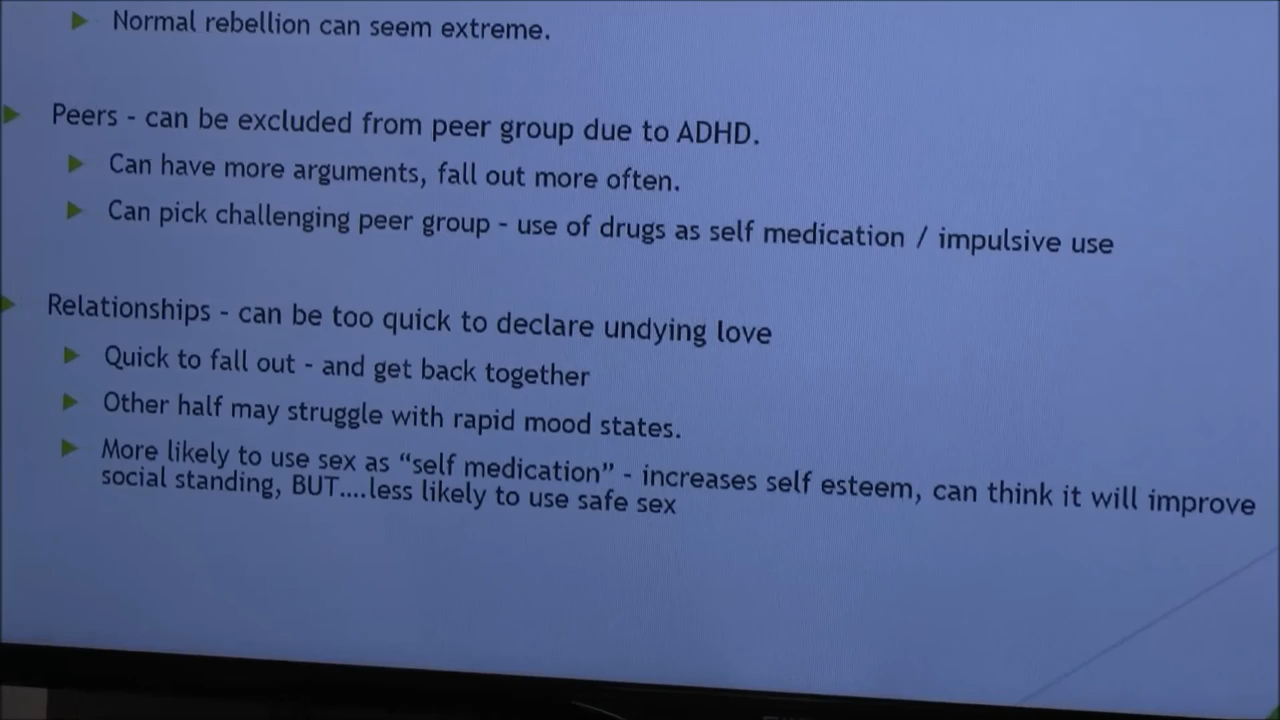 Normal rebellion can seem extreme.
Peers - can be excluded from peer group due to ADHD.
Can have more arguments, fall out more often.
Can pick challenging peer group - use of drugs as self medication / impulsive use
Relationships - can be too quick to declare undying love
Quick to fall out - and get back together
Other half may struggle with rapid mood states.
More likely to use sex as “self medication” - increases self esteem, can think it will improve
social standing, BUT....less likely to use safe sex